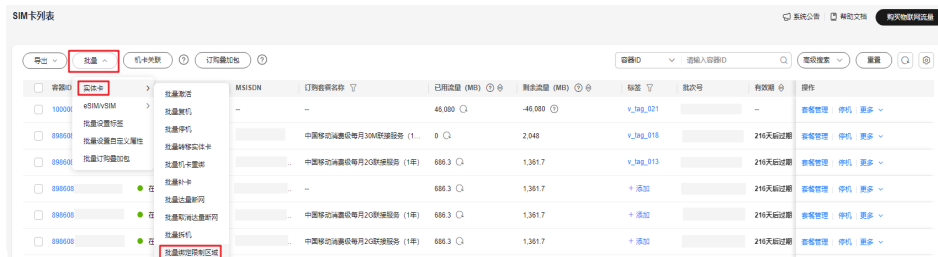 SIM卡列表
系统公告 帮助文档 购买物联网流量
导出 批量 机卡关联 订购叠加包 容器ID 请输入容器ID 高级搜索 重置
容器ID MSISDN 订购套餐名称 已用流量 (MB) 剩余流量 (MB) 标签 批次号 有效期 操作
实体卡
eSIM/vSIM
批量设置标签
批量设置自定义属性
批量订购叠加包
批量激活
批量复机
批量停机
批量转移实体卡
批量机卡重绑
批量补卡
批量达量断网
批量取消达量断网
批量拆机
批量绑定限制区域
10000 -- -- 46,080 -46,080 v_tag_021 -- 套餐管理 停机 更多
89860 中国移动消费级每月30M联接服务 (1... 0 2,048 v_tag_018 216天后过期 套餐管理 停机 更多
89860 .. 中国移动消费级每月2G联接服务 (1年) 686.3 1,361.7 v_tag_013 216天后过期 套餐管理 停机 更多
898608 在 .. -- 686.3 1,361.7 + 添加 216天后过期 套餐管理 停机 更多
898608 在 .. 中国移动消费级每月2G联接服务 (1年) 686.3 1,361.7 + 添加 216天后过期 套餐管理 停机 更多
898608 在 .. 中国移动消费级每月2G联接服务 (1年) 686.3 1,361.7 + 添加 216天后过期 套餐管理 停机 更多